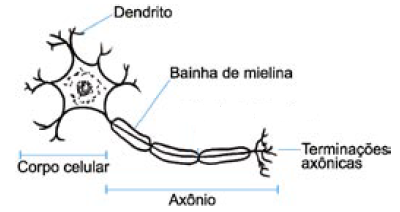 Dendrito
Bainha de mielina
Terminações
axônicas
Corpo celular
Axônio